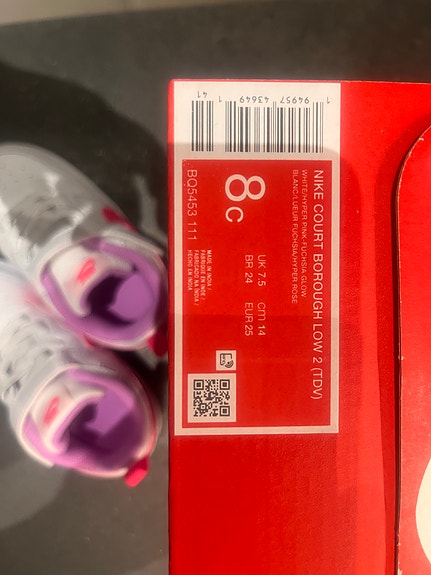 NIKE COURT BOROUGH LOW 2 (TDV)
WHITE/HYPER PINK-FUCHSIA GLOW
BLANC/LUEUR FUCHSIA/HYPER ROSE
8C
UK 7.5 cm 14 EUR 25
BR 24
MADE IN INDIA /
FABRIQUÉ EN INDE /
FABRICADO NA ÍNDIA /
HECHO EN INDIA
BQ5453 111
1 94957 43649 1 41